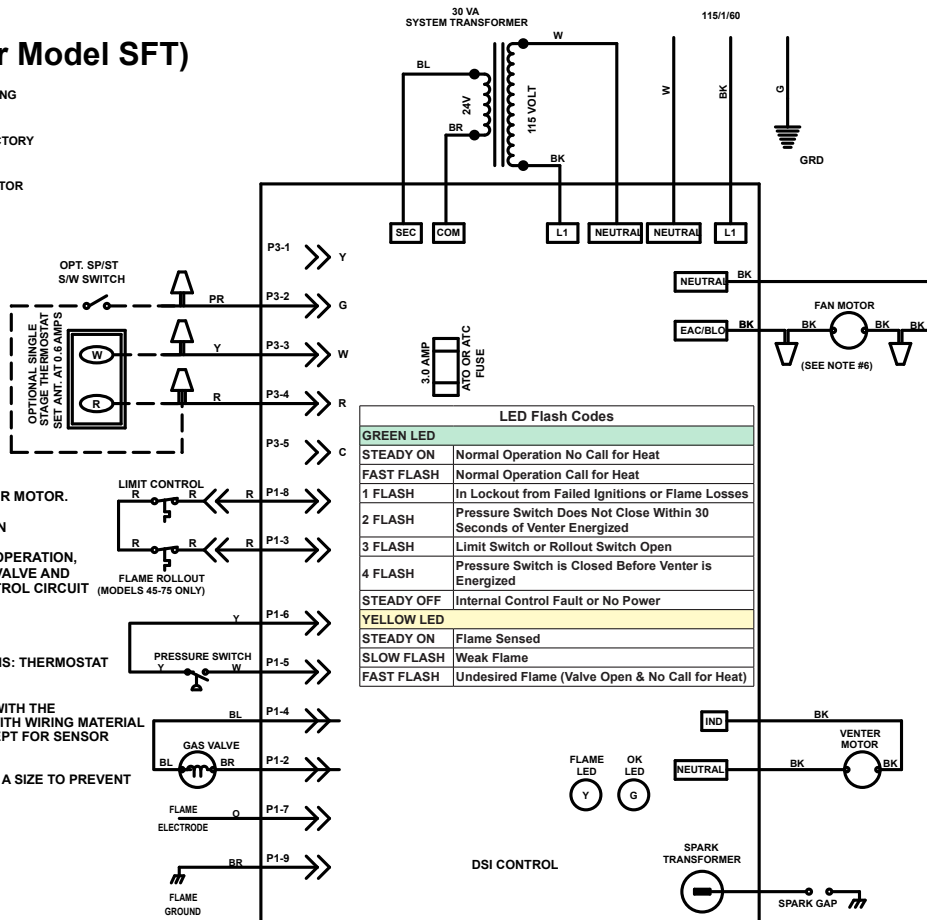 30 VA
SYSTEM TRANSFORMER
115/1/60
r Model SFT)
NG
CTORY
TOR
BL
24V
BR
115 VOLT
W
BK
W
BK
G
GRD
SEC
COM
L1
NEUTRAL
NEUTRAL
L1
OPT. SP/ST
S/W SWITCH
OPTIONAL SINGLE
STAGE THERMOSTAT
SET ANT. AT 0.6 AMPS
W
R
P3-1
Y
PR
P3-2
G
Y
P3-3
W
R
P3-4
R
P3-5
C
3.0 AMP
ATO OR ATC
FUSE
NEUTRAL
BK
EAC/BLO
BK
BK
FAN MOTOR
BK
BK
(SEE NOTE #6)
LED Flash Codes
GREEN LED
STEADY ON Normal Operation No Call for Heat
FAST FLASH Normal Operation Call for Heat
1 FLASH In Lockout from Failed Ignitions or Flame Losses
2 FLASH Pressure Switch Does Not Close Within 30
Seconds of Venter Energized
3 FLASH Limit Switch or Rollout Switch Open
4 FLASH Pressure Switch is Closed Before Venter is
Energized
STEADY OFF Internal Control Fault or No Power
YELLOW LED
STEADY ON Flame Sensed
SLOW FLASH Weak Flame
FAST FLASH Undesired Flame (Valve Open & No Call for Heat)
R MOTOR.
N
OPERATION,
VALVE AND
TROL CIRCUIT
LIMIT CONTROL
R
R
R
P1-8
R
R
R
P1-3
FLAME ROLLOUT
(MODELS 45-75 ONLY)
Y
P1-6
NS: THERMOSTAT
PRESSURE SWITCH
Y
W
P1-5
WITH THE
ITH WIRING MATERIAL
EPT FOR SENSOR
A SIZE TO PREVENT
BL
P1-4
GAS VALVE
BL
BR
P1-2
FLAME
ELECTRODE
O
P1-7
BR
P1-9
FLAME
GROUND
IND
BK
VENTER
MOTOR
NEUTRAL
BK
BK
FLAME
LED
Y
OK
LED
G
DSI CONTROL
SPARK
TRANSFORMER
SPARK GAP